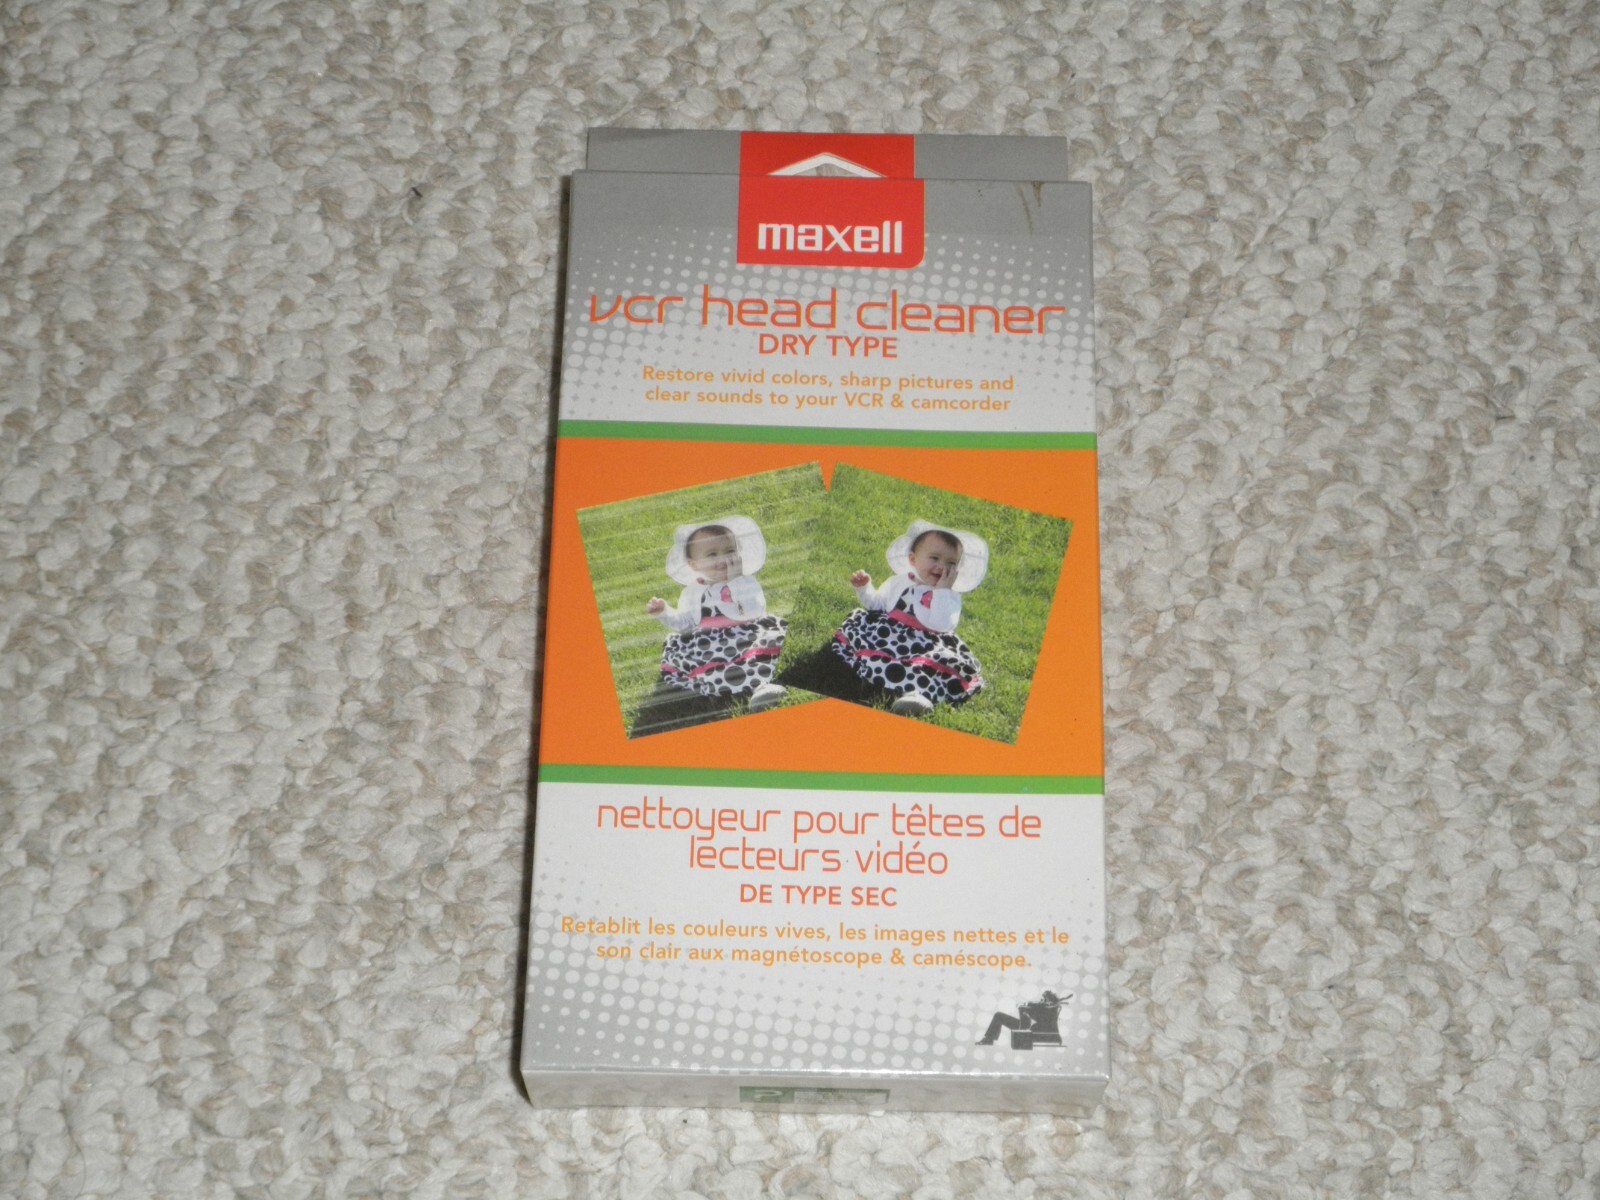 maxell
vcr head cleaner
DRY TYPE
Restore vivid colors, sharp pictures and
clear sounds to your VCR & camcorder
nettoyeur pour têtes de
lecteurs vidéo
DE TYPE SEC
Retablit les couleurs vives, les images nettes et le
son clair aux magnétoscope & caméscope.